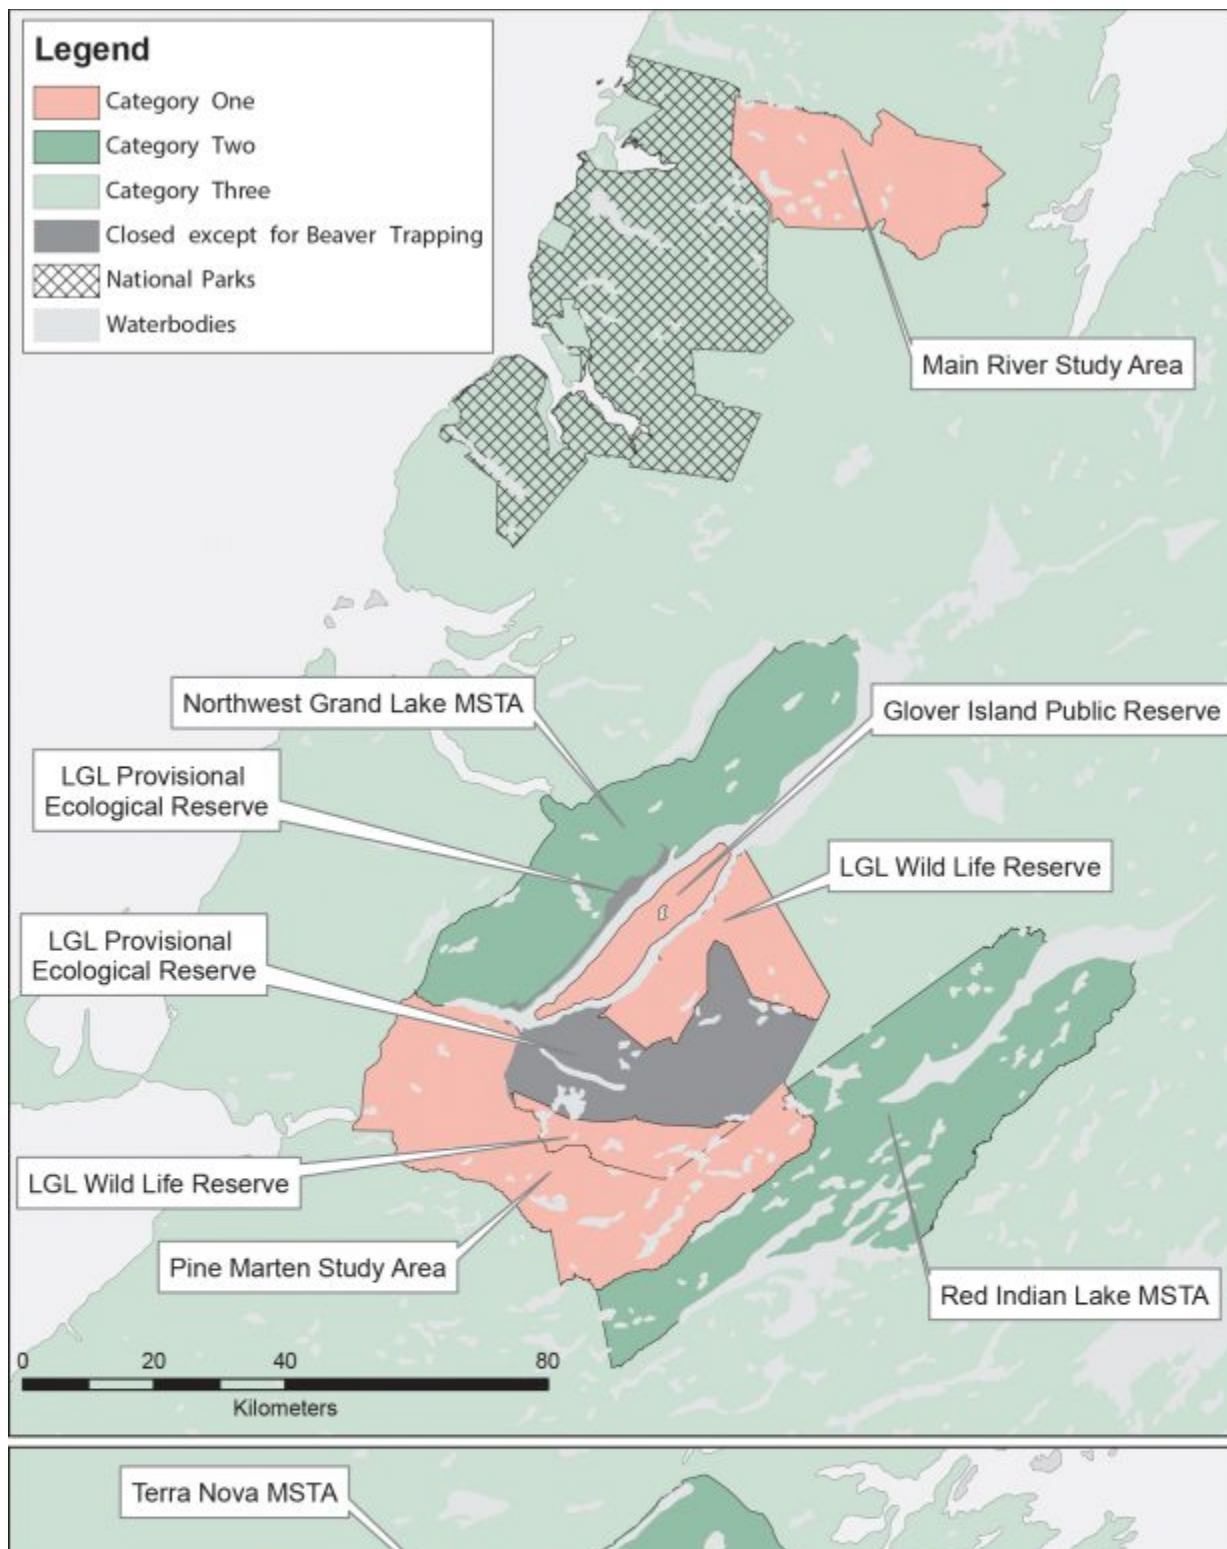 Legend
Category One
Category Two
Category Three
Closed except for Beaver Trapping
National Parks
Waterbodies
Main River Study Area
Northwest Grand Lake MSTA
Glover Island Public Reserve
LGL Provisional
Ecological Reserve
LGL Wild Life Reserve
LGL Provisional
Ecological Reserve
LGL Wild Life Reserve
Pine Marten Study Area
Red Indian Lake MSTA
0 20 40 80
Kilometers
Terra Nova MSTA